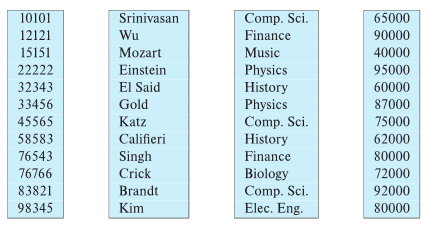 10101 Srinivasan Comp. Sci. 65000
12121 Wu Finance 90000
15151 Mozart Music 40000
22222 Einstein Physics 95000
32343 El Said History 60000
33456 Gold Physics 87000
45565 Katz Comp. Sci. 75000
58583 Califieri History 62000
76543 Singh Finance 80000
76766 Crick Biology 72000
83821 Brandt Comp. Sci. 92000
98345 Kim Elec. Eng. 80000